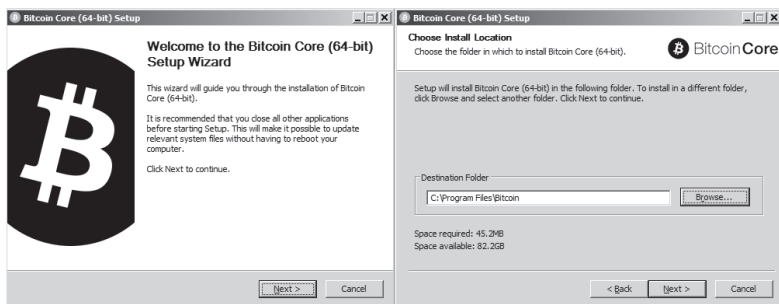 Bitcoin Core (64-bit) Setup
Welcome to the Bitcoin Core (64-bit)
Setup Wizard
This wizard will guide you through the installation of Bitcoin
Core (64-bit).
It is recommended that you close all other applications
before starting Setup. This will make it possible to update
relevant system files without having to reboot your
computer.
Click Next to continue.
Next >
Cancel
Bitcoin Core (64-bit) Setup
Choose Install Location
Choose the folder in which to install Bitcoin Core (64-bit).
Bitcoin Core
Setup will install Bitcoin Core (64-bit) in the following folder. To install in a different folder,
click Browse and select another folder. Click Next to continue.
Destination Folder
C:\Program Files\Bitcoin
Browse...
Space required: 45.2MB
Space available: 82.2GB
< Back
Next >
Cancel